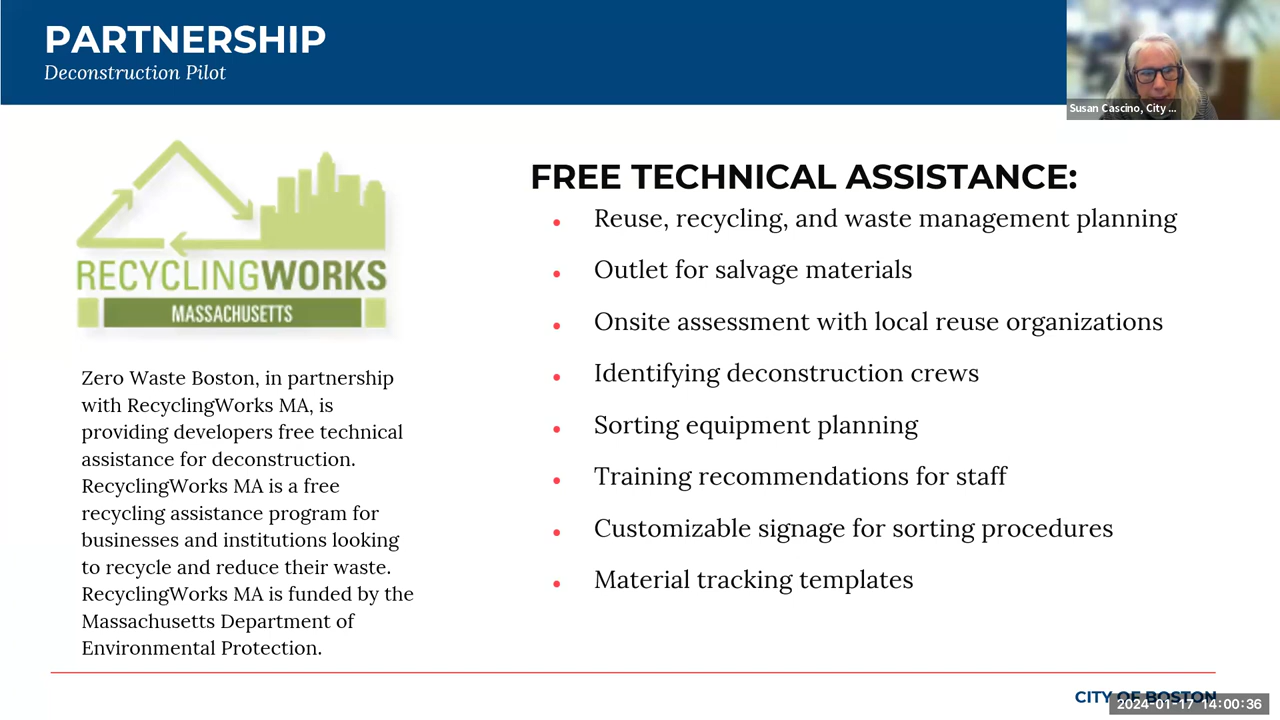 PARTNERSHIP
Deconstruction Pilot
Susan Cascino, City ...
RECYCLINGWORKS
MASSACHUSETTS
Zero Waste Boston, in partnership
with RecyclingWorks MA, is
providing developers free technical
assistance for deconstruction.
RecyclingWorks MA is a free
recycling assistance program for
businesses and institutions looking
to recycle and reduce their waste.
RecyclingWorks MA is funded by the
Massachusetts Department of
Environmental Protection.
FREE TECHNICAL ASSISTANCE:
• Reuse, recycling, and waste management planning
• Outlet for salvage materials
• Onsite assessment with local reuse organizations
• Identifying deconstruction crews
• Sorting equipment planning
• Training recommendations for staff
• Customizable signage for sorting procedures
• Material tracking templates
CITY OF BOSTON
2024-01-17 14:00:36